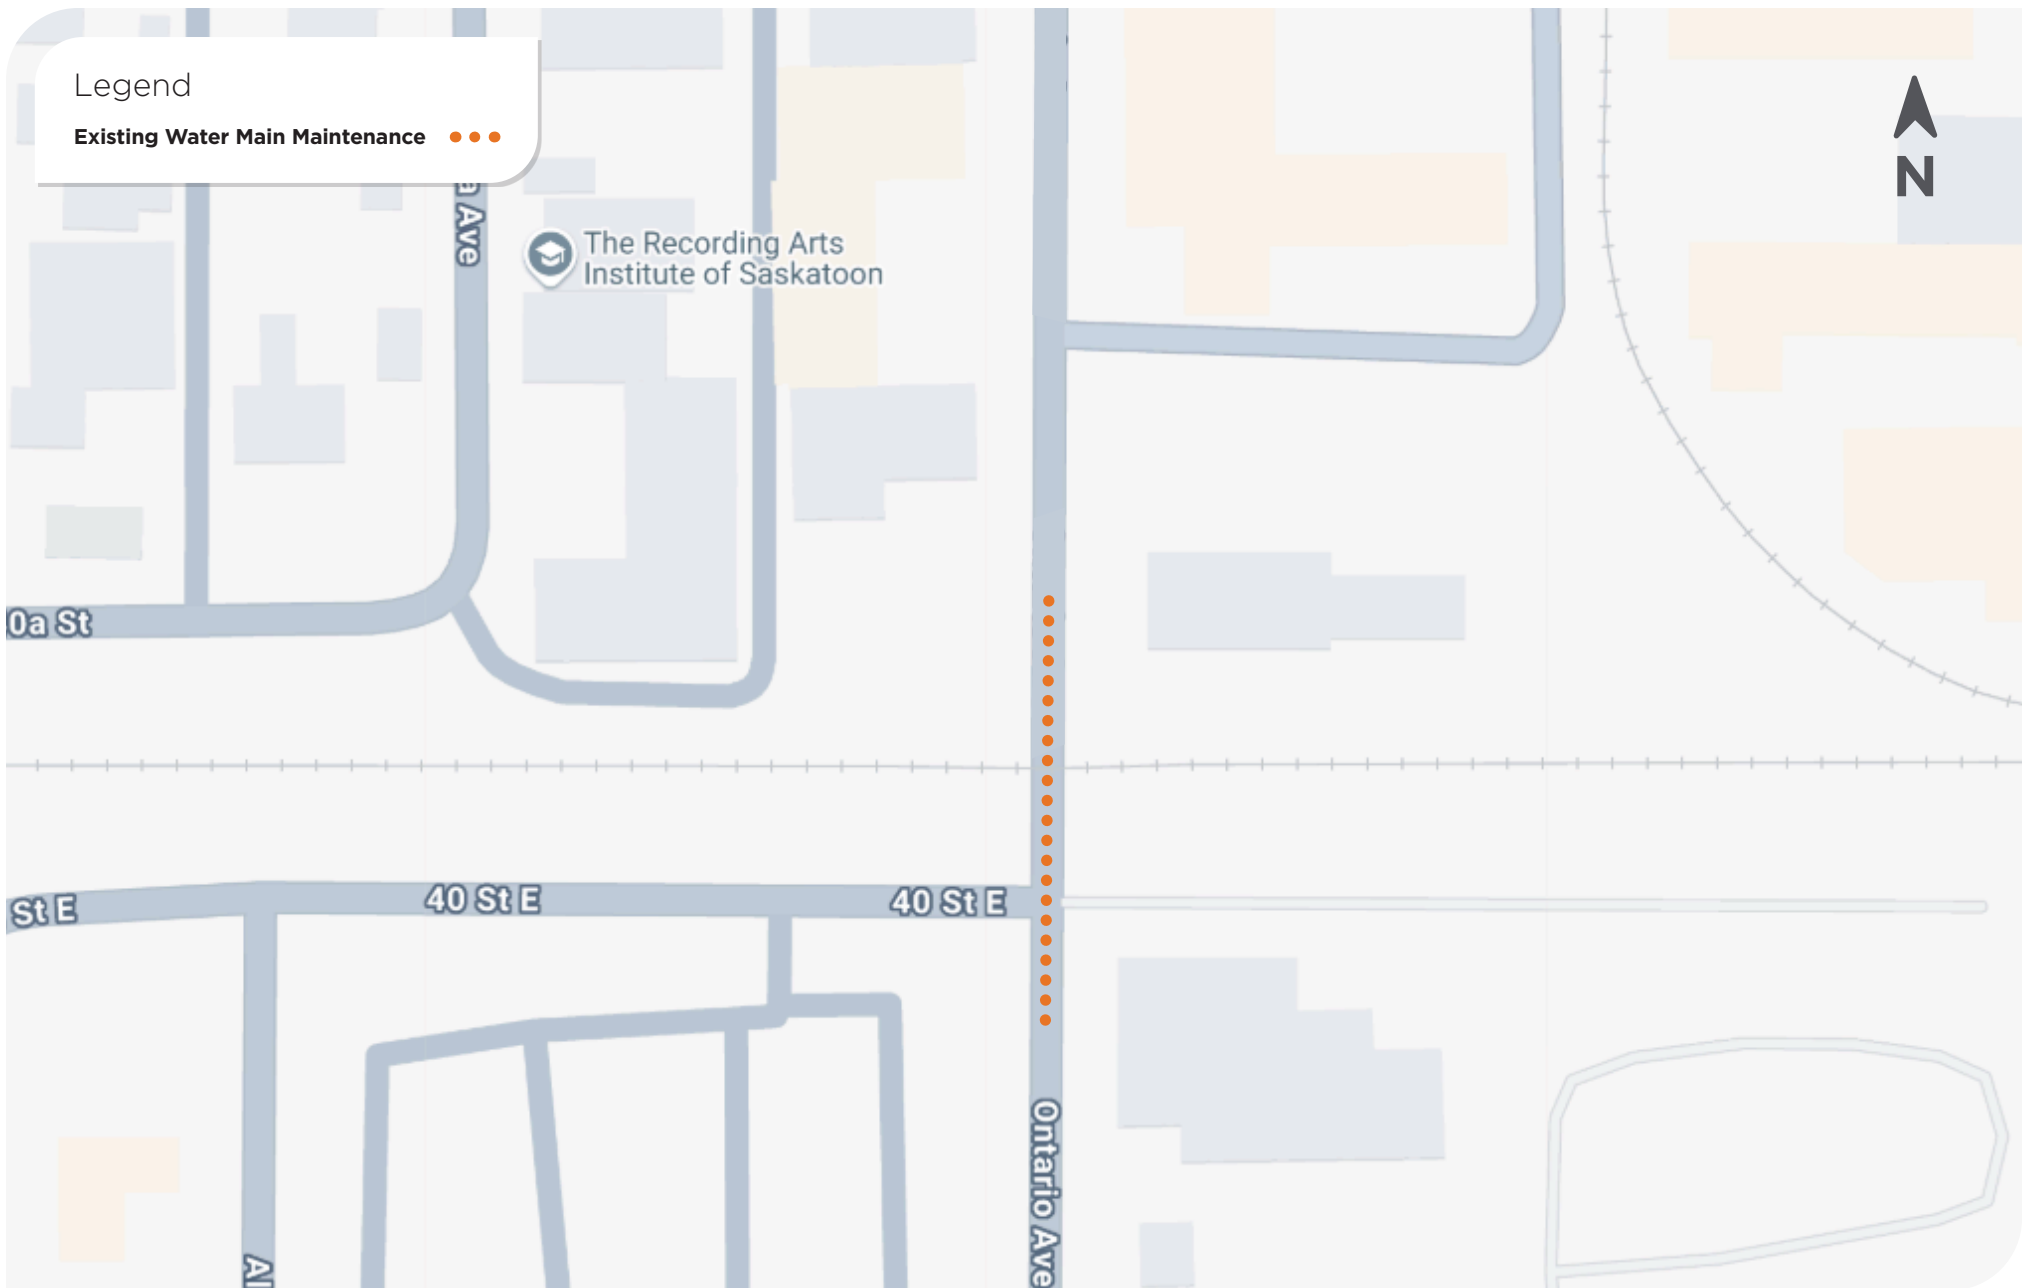 Legend
Existing Water Main Maintenance
N
Ave
The Recording Arts
Institute of Saskatoon
0a St
St E
40 St E
40 St E
Ontario Ave